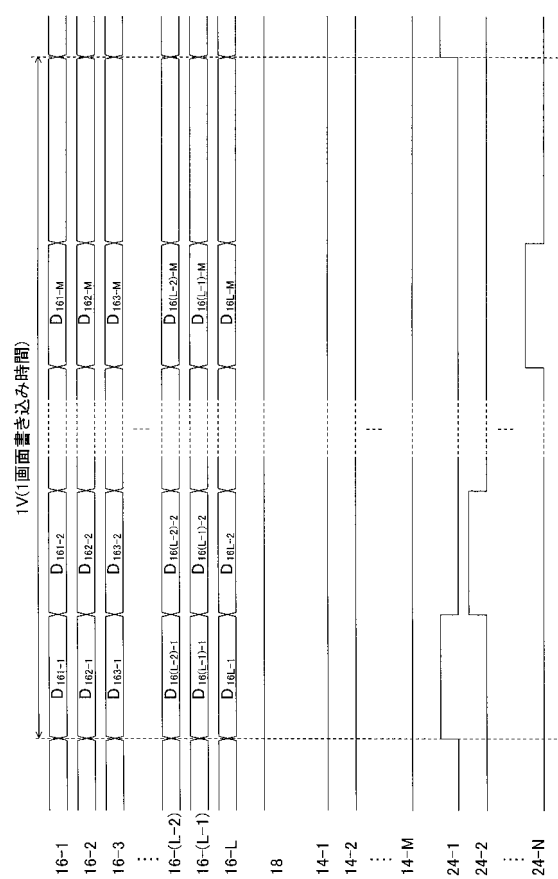 1V(1画面書き込み時間)
16-1 D161-1 D161-2 D161-M
16-2 D162-1 D162-2 D162-M
16-3 D163-1 D163-2 D163-M
16-(L-2) D16(L-2)-1 D16(L-2)-2 D16(L-2)-M
16-(L-1) D16(L-1)-1 D16(L-1)-2 D16(L-1)-M
16-L D16L-1 D16L-2 D16L-M
18
14-1
14-2
14-M
24-1
24-2
24-N